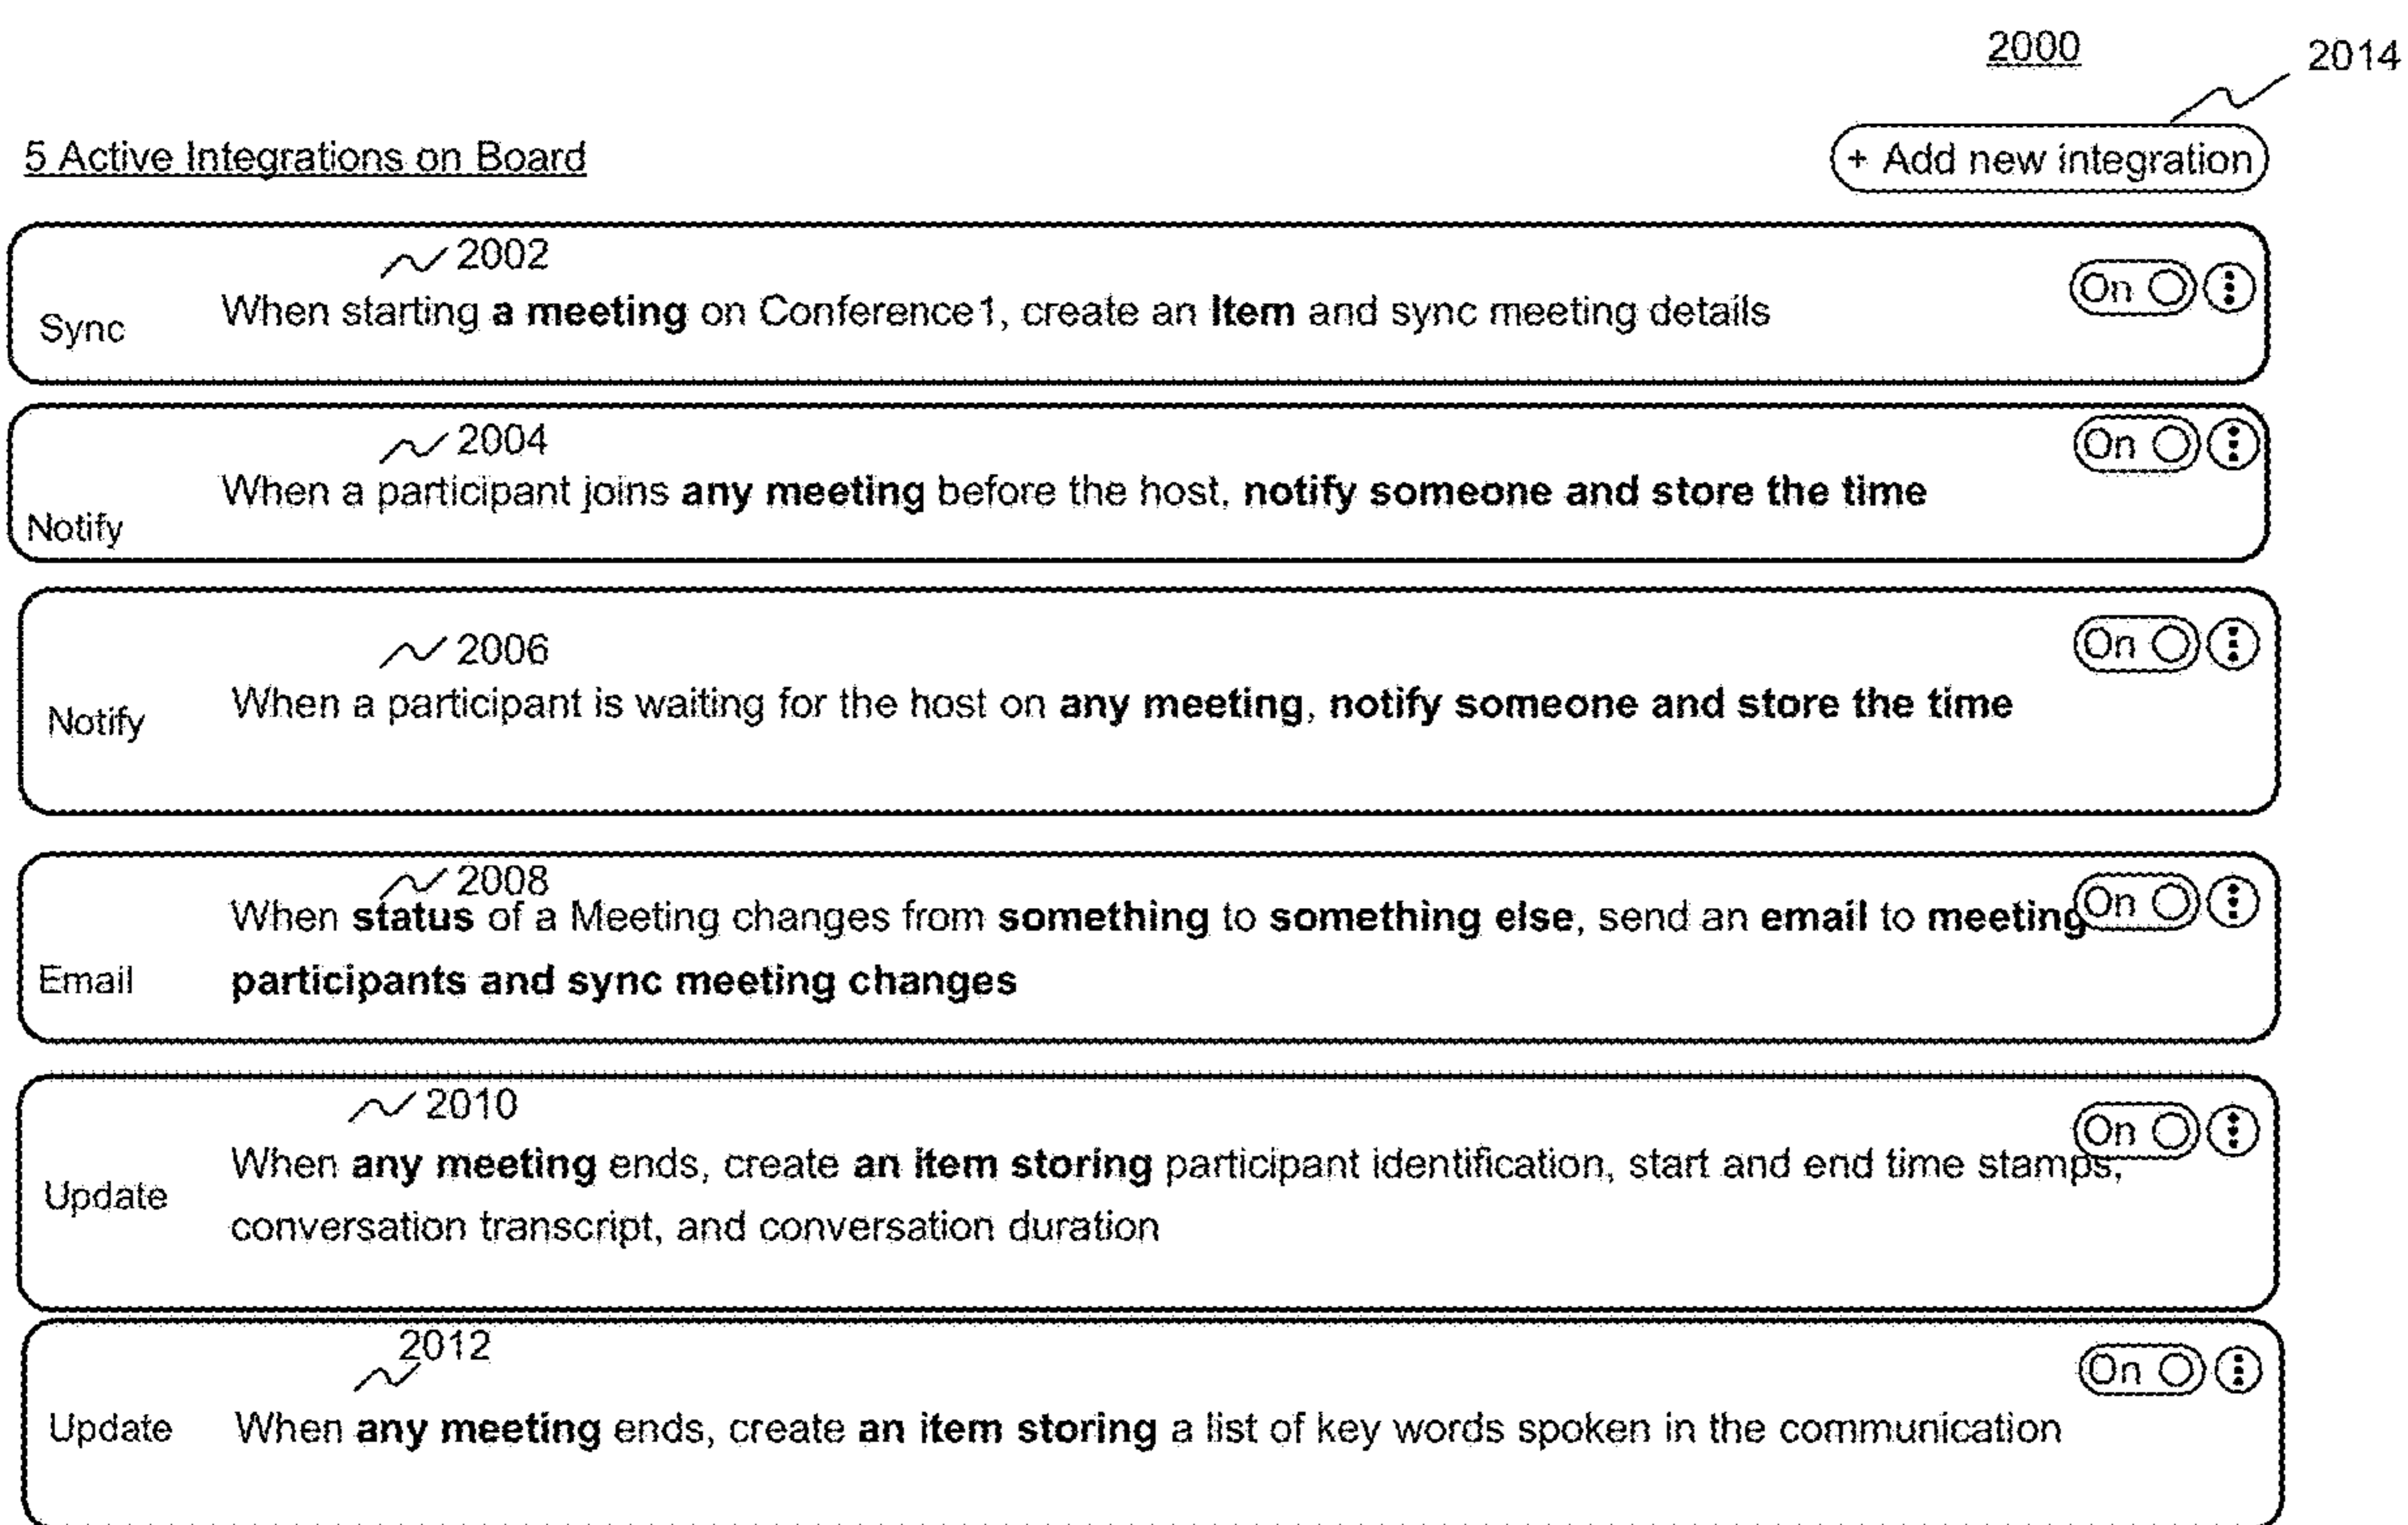 2000
2014
5 Active Integrations on Board
+ Add new integration
2002
On
Sync
When starting a meeting on Conference1, create an Item and sync meeting details
2004
On
When a participant joins any meeting before the host, notify someone and store the time
Notify
2006
On
When a participant is waiting for the host on any meeting, notify someone and store the time
Notify
2008
On
When status of a Meeting changes from something to something else, send an email to meeting
Email
participants and sync meeting changes
2010
On
When any meeting ends, create an item storing participant identification, start and end time stamps,
Update
conversation transcript, and conversation duration
2012
On
Update
When any meeting ends, create an item storing a list of key words spoken in the communication